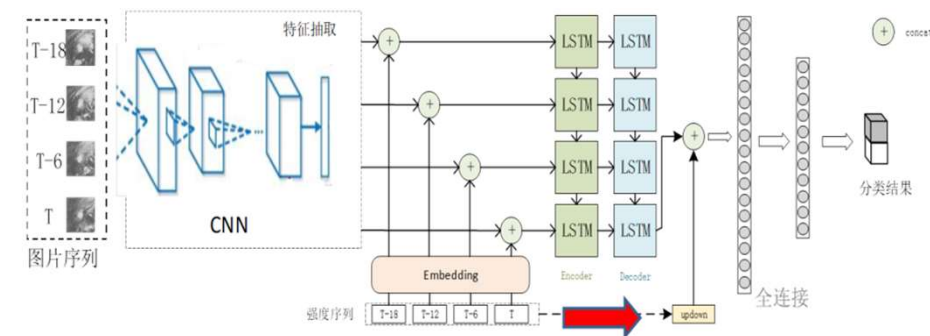 T-18
T-12
T-6
T
图片序列
特征抽取
CNN
+
+
+
+
Embedding
强度序列
T-18
T-12
T-6
T
LSTM
LSTM
LSTM
LSTM
LSTM
LSTM
LSTM
LSTM
Encoder
Decoder
+
updown
全连接
+
concat
分类结果